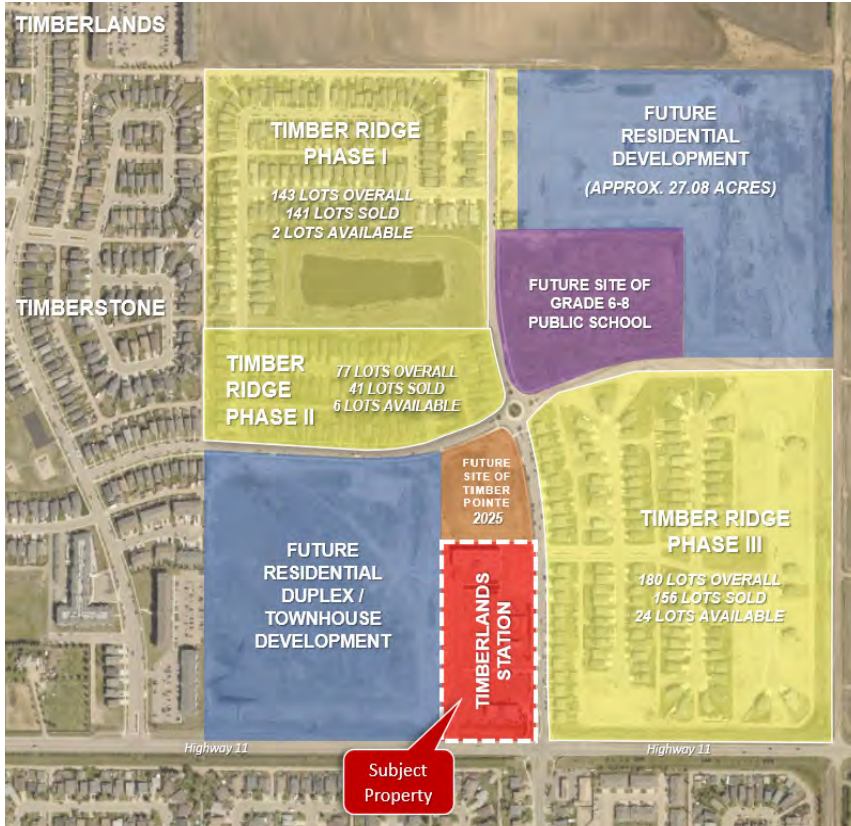 TIMBERLANDS
TIMBER RIDGE
PHASE I
143 LOTS OVERALL
141 LOTS SOLD
2 LOTS AVAILABLE
FUTURE
RESIDENTIAL
DEVELOPMENT
(APPROX. 27.08 ACRES)
FUTURE SITE OF
GRADE 6-8
PUBLIC SCHOOL
TIMBERSTONE
TIMBER
RIDGE
PHASE II
77 LOTS OVERALL
41 LOTS SOLD
6 LOTS AVAILABLE
FUTURE
SITE OF
TIMBER
POINTE
2025
TIMBER RIDGE
PHASE III
180 LOTS OVERALL
156 LOTS SOLD
24 LOTS AVAILABLE
FUTURE
RESIDENTIAL
DUPLEX /
TOWNHOUSE
DEVELOPMENT
TIMBERLANDS
STATION
Highway 11
Highway 11
Subject
Property